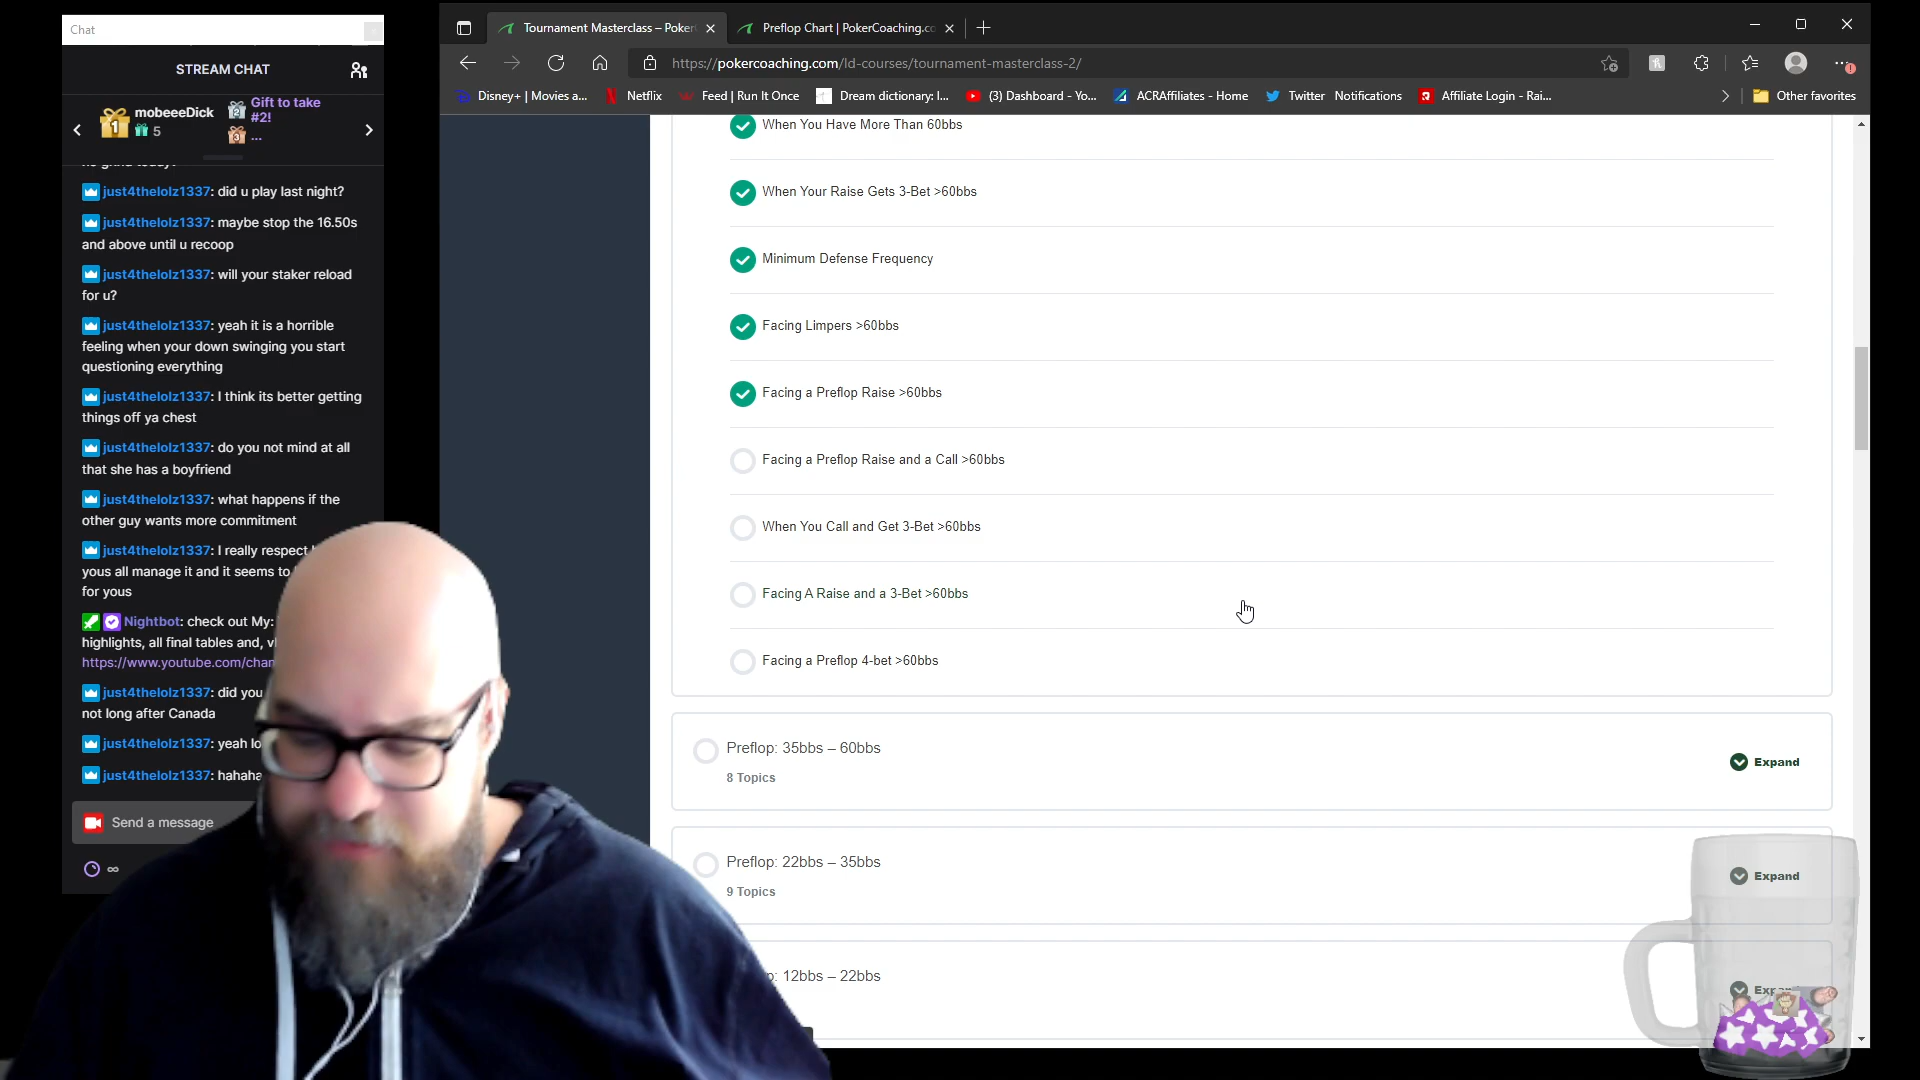 Chat
STREAM CHAT
mobeeeDick
5
Gift to take
#2!
...
just4thelolz1337: did u play last night?
just4thelolz1337: maybe stop the 16.50s
and above until u recoop
just4thelolz1337: will your staker reload
for u?
just4thelolz1337: yeah it is a horrible
feeling when your down swinging you start
questioning everything
just4thelolz1337: I think its better getting
things off ya chest
just4thelolz1337: do you not mind at all
that she has a boyfriend
just4thelolz1337: what happens if the
other guy wants more commitment
just4thelolz1337: I really respect
yous all manage it and it seems to
for yous
Nightbot: check out My:
highlights, all final tables and,
https://www.youtube.com/chan
just4thelolz1337: did you
not long after Canada
just4thelolz1337: yeah
just4thelolz1337: hahaha
Send a message
∞
Tournament Masterclass – Poker
Preflop Chart | PokerCoaching.co
https://pokercoaching.com/ld-courses/tournament-masterclass-2/
Disney+ | Movies a...
Netflix
Feed | Run It Once
Dream dictionary: I...
(3) Dashboard - Yo...
ACRAffiliates - Home
Twitter
Notifications
Affiliate Login - Rai...
Other favorites
When You Have More Than 60bbs
When Your Raise Gets 3-Bet >60bbs
Minimum Defense Frequency
Facing Limpers >60bbs
Facing a Preflop Raise >60bbs
Facing a Preflop Raise and a Call >60bbs
When You Call and Get 3-Bet >60bbs
Facing A Raise and a 3-Bet >60bbs
Facing a Preflop 4-bet >60bbs
Preflop: 35bbs – 60bbs
8 Topics
Expand
Preflop: 22bbs – 35bbs
9 Topics
Expand
12bbs – 22bbs